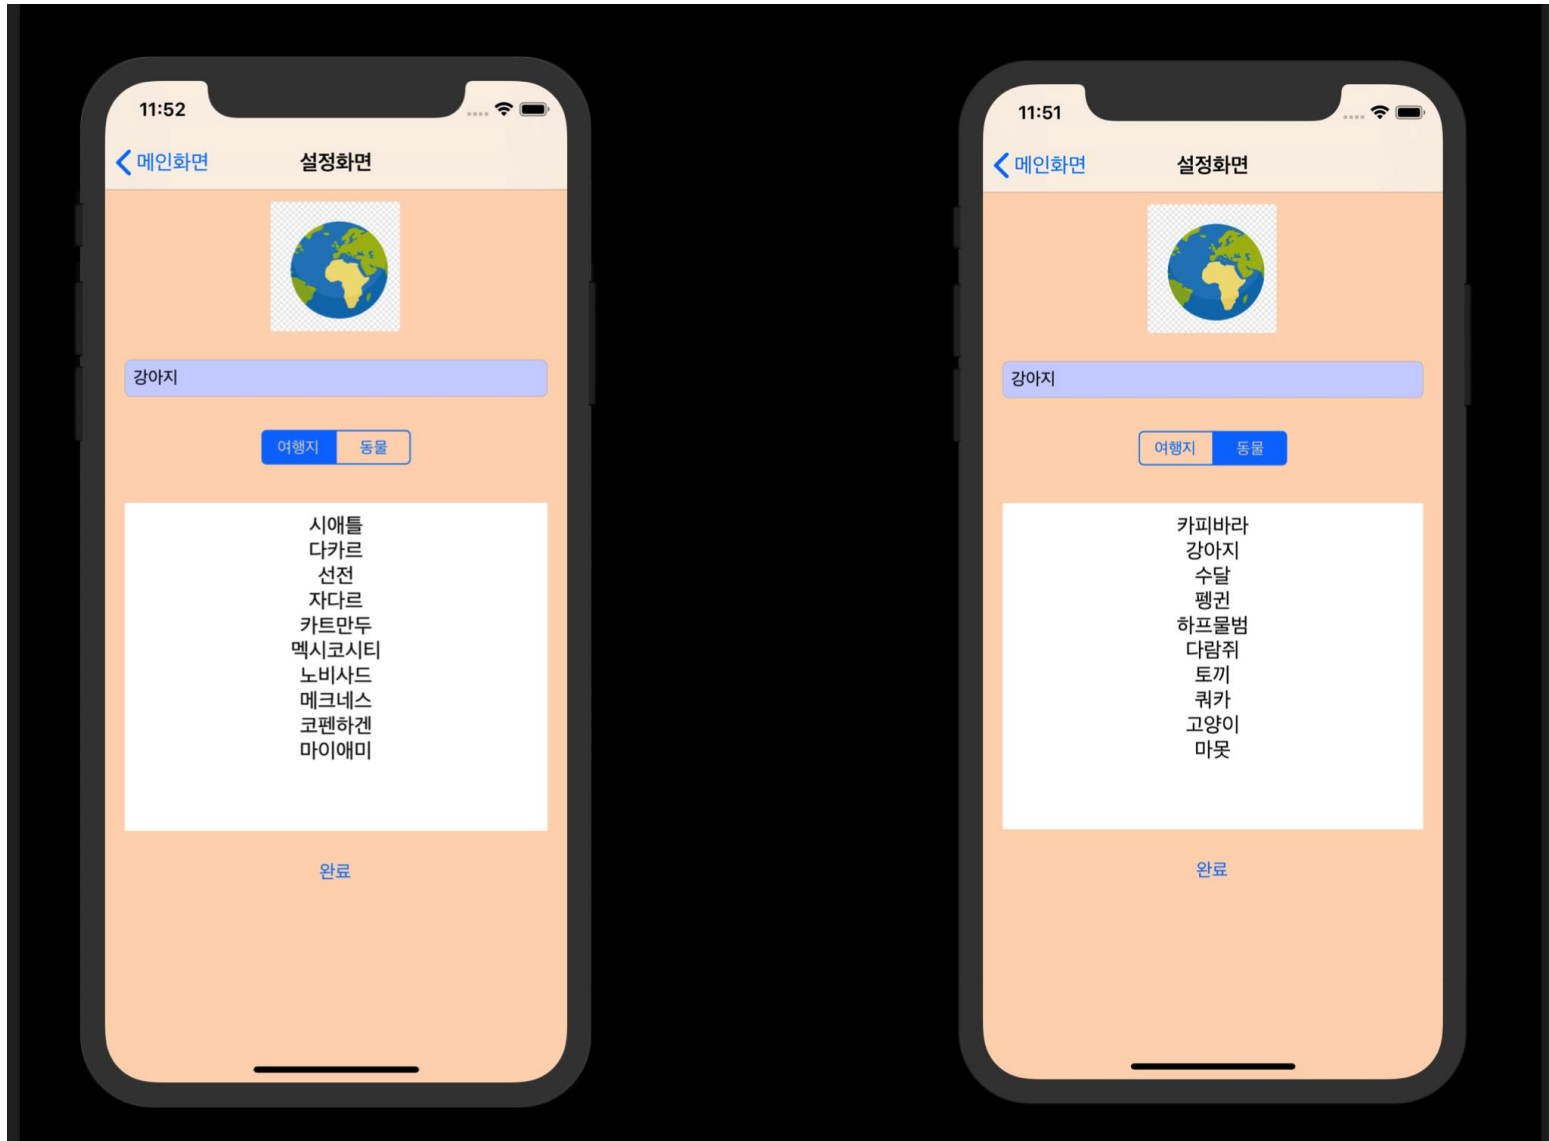 11:52
메인화면
설정화면
강아지
여행지 동물
시애틀
다카르
선전
자다르
카트만두
멕시코시티
노비사드
메크네스
코펜하겐
마이애미
완료
11:51
메인화면
설정화면
강아지
여행지 동물
카피바라
강아지
수달
펭귄
하프물범
다람쥐
토끼
쿼카
고양이
마못
완료